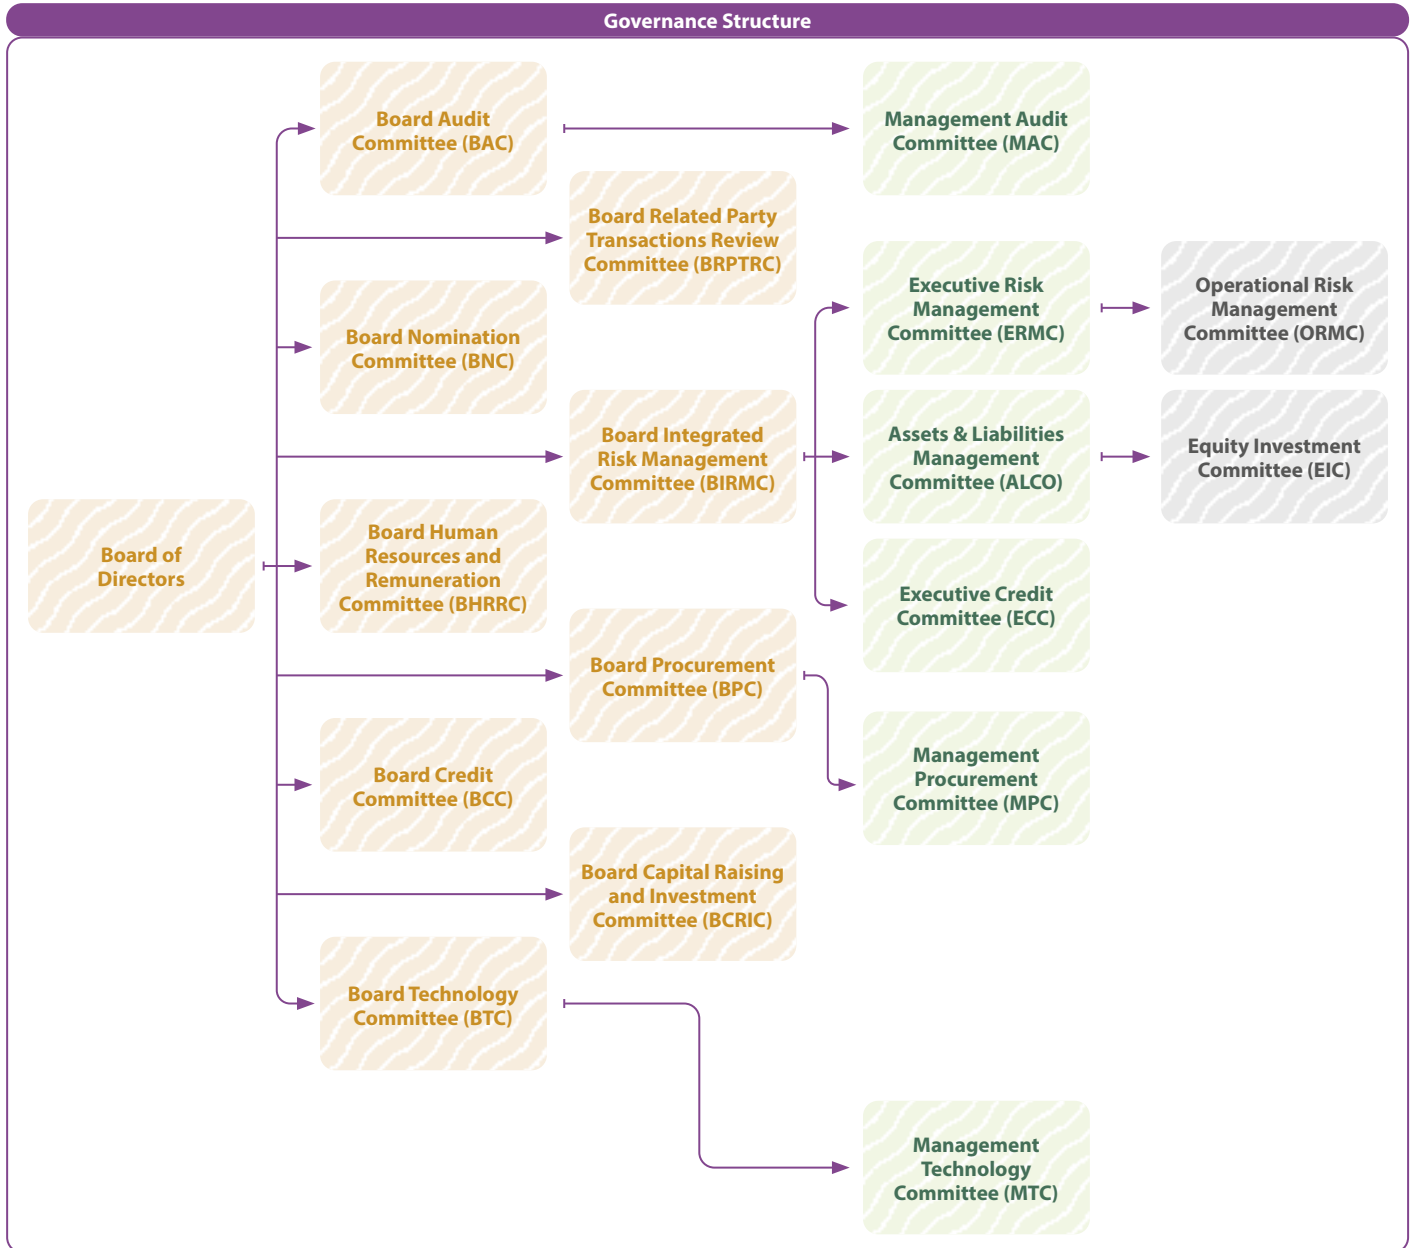 Governance Structure
Board Audit
Committee (BAC)
Management Audit
Committee (MAC)
Board Related Party
Transactions Review
Committee (BRPTRC)
Executive Risk
Management
Committee (ERMC)
Operational Risk
Management
Committee (ORMC)
Board Nomination
Committee (BNC)
Board Integrated
Risk Management
Committee (BIRMC)
Assets & Liabilities
Management
Committee (ALCO)
Equity Investment
Committee (EIC)
Board of
Directors
Board Human
Resources and
Remuneration
Committee (BHRRC)
Executive Credit
Committee (ECC)
Board Procurement
Committee (BPC)
Management
Procurement
Committee (MPC)
Board Credit
Committee (BCC)
Board Capital Raising
and Investment
Committee (BCRIC)
Board Technology
Committee (BTC)
Management
Technology
Committee (MTC)